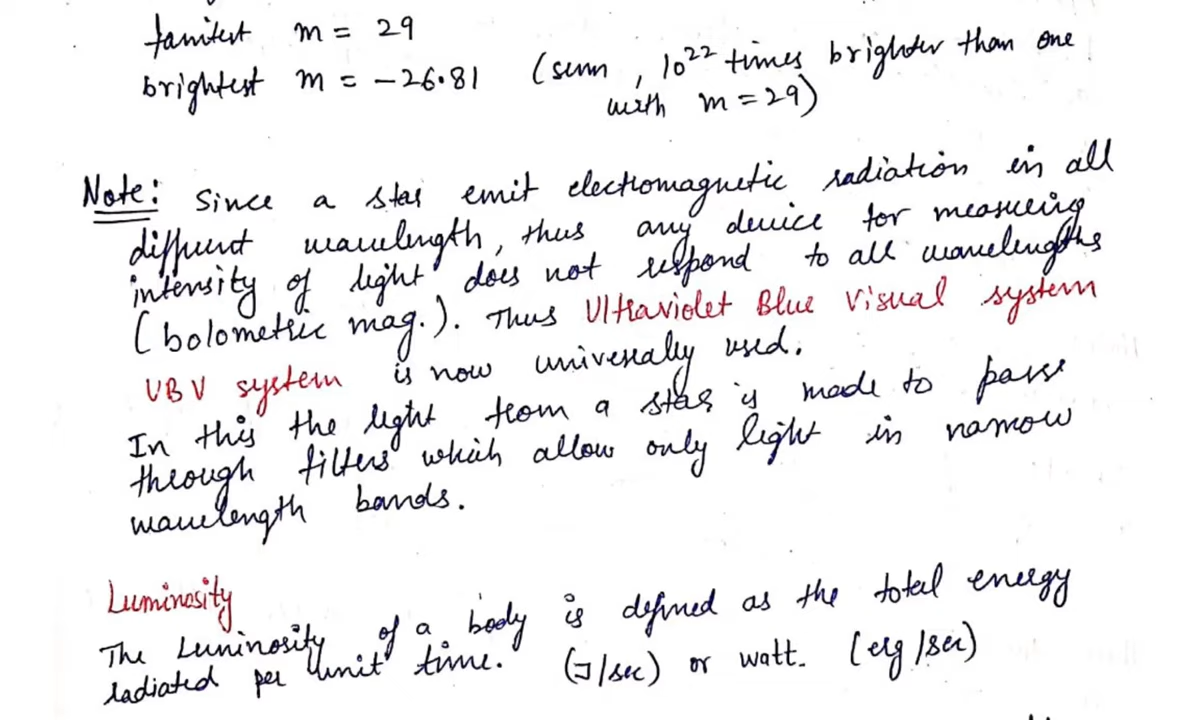 faintest m = 29
brightest m = -26.81 (sun, 10²² times brighter than one
with m = 29)
Note: Since a star emit electromagnetic radiation in all
different wavelength, thus any device for measuring
intensity of light does not respond to all wavelengths
(bolometric mag.). Thus Ultraviolet Blue Visual system
UBV system is now universally used.
In this the light from a star is made to pass
through filters which allow only light in narrow
wavelength bands.
Luminosity
The Luminosity of a body is defined as the total energy
radiated per unit time. (J/sec) or watt. (erg/sec)